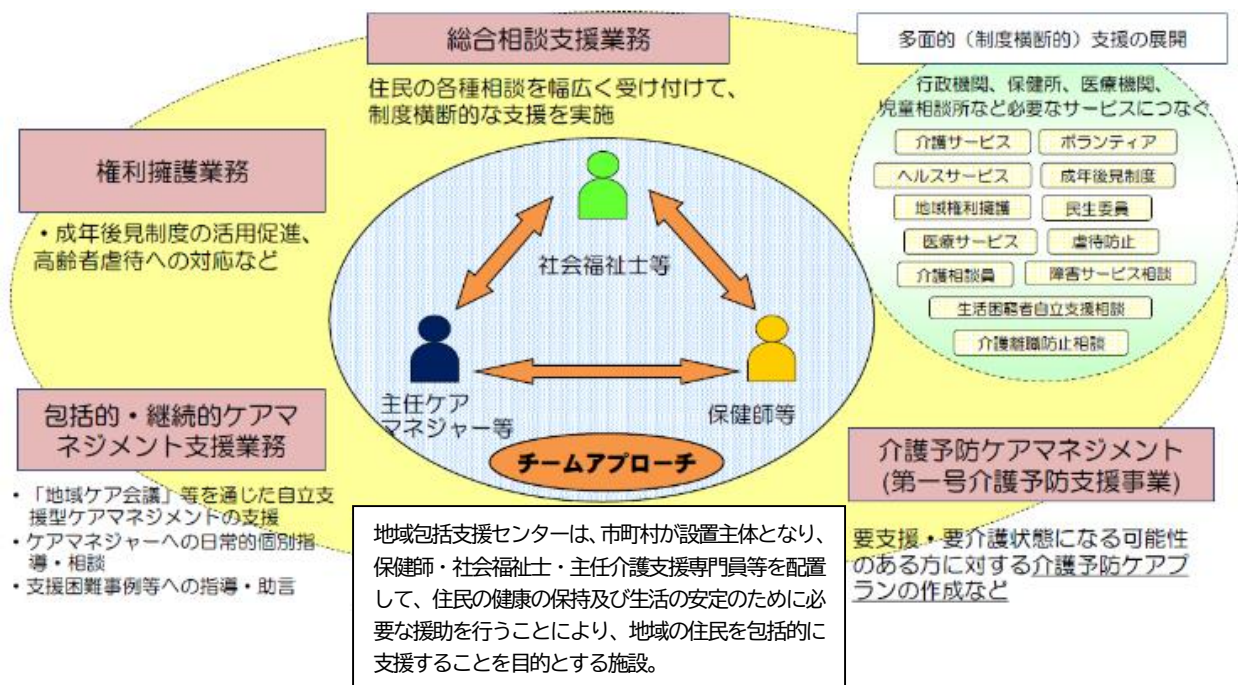 総合相談支援業務
住民の各種相談を幅広く受け付けて、
制度横断的な支援を実施
多面的（制度横断的）支援の展開
行政機関、保健所、医療機関、
児童相談所など必要なサービスにつなぐ
介護サービス
ボランティア
ヘルスサービス
成年後見制度
地域権利擁護
民生委員
医療サービス
虐待防止
介護相談員
障害サービス相談
生活困窮者自立支援相談
介護離職防止相談
権利擁護業務
・成年後見制度の活用促進、
高齢者虐待への対応など
社会福祉士等
主任ケア
マネジャー等
保健師等
チームアプローチ
包括的・継続的ケアマ
ネジメント支援業務
・「地域ケア会議」等を通じた自立支
援型ケアマネジメントの支援
・ケアマネジャーへの日常的個別指
導・相談
・支援困難事例等への指導・助言
介護予防ケアマネジメント
(第一号介護予防支援事業)
要支援・要介護状態になる可能性
のある方に対する介護予防ケアプ
ランの作成など
地域包括支援センターは、市町村が設置主体となり、
保健師・社会福祉士・主任介護支援専門員等を配置
して、住民の健康の保持及び生活の安定のために必
要な援助を行うことにより、地域の住民を包括的に
支援することを目的とする施設。